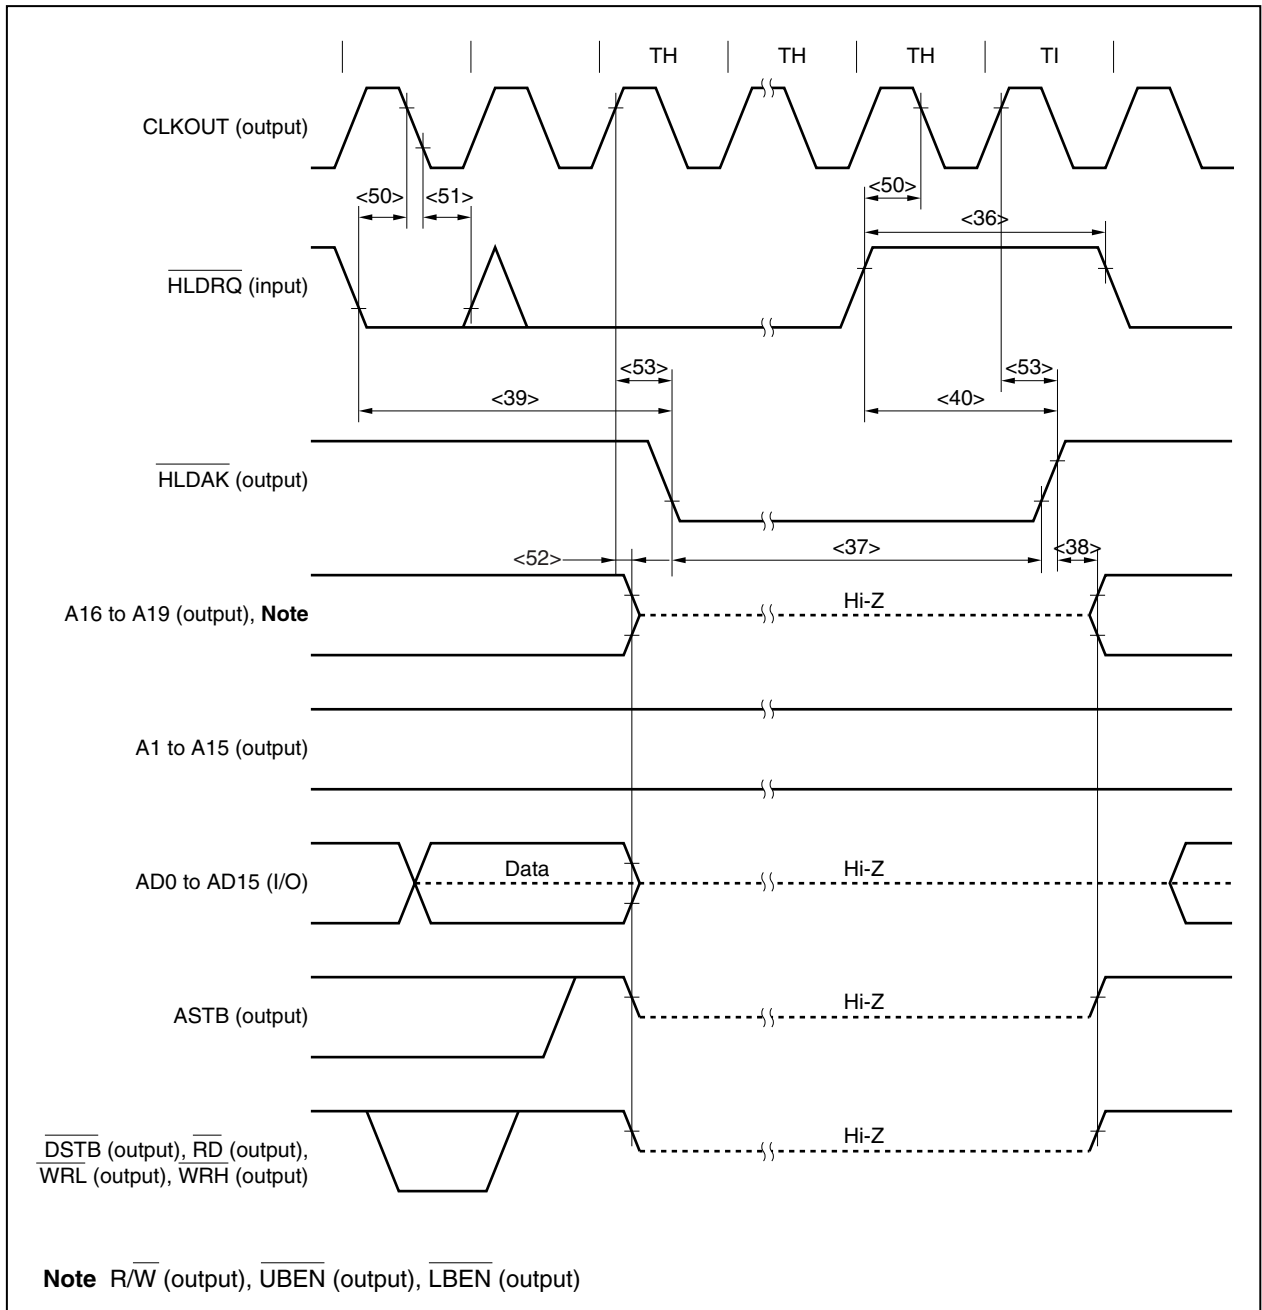 TH TH TH TI
CLKOUT (output)
<50> <51> <50>
<36>
HLDRQ (input)
<53> <53>
<39> <40>
HLDAK (output)
<52> <37> <38>
A16 to A19 (output), Note Hi-Z
A1 to A15 (output)
AD0 to AD15 (I/O) Data Hi-Z
ASTB (output) Hi-Z
DSTB (output), RD (output), Hi-Z
WRL (output), WRH (output)
Note R/W (output), UBEN (output), LBEN (output)